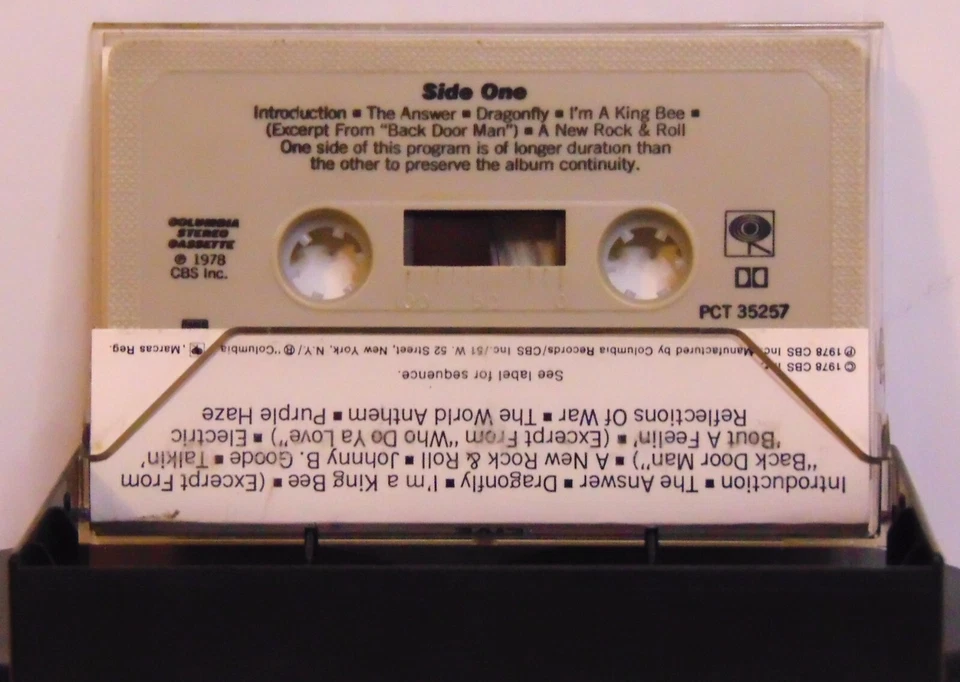 Side One
Introduction ■ The Answer ■ Dragonfly ■ I'm A King Bee ■
(Excerpt From "Back Door Man") ■ A New Rock & Roll
One side of this program is of longer duration than
the other to preserve the album continuity.
COLUMBIA
STEREO
CASSETTE
℗ 1978
CBS Inc.
PCT 35257
Introduction ■ The Answer ■ Dragonfly ■ I'm a King Bee ■ (Excerpt From
"Back Door Man") ■ A New Rock & Roll ■ Johnny B. Goode ■ Talkin'
'Bout A Feelin' ■ (Excerpt From "Who Do Ya Love") ■ Electric
Reflections Of War ■ The World Anthem ■ Purple Haze
See label for sequence.
© 1978 CBS
℗ 1978 CBS Inc./Manufactured by Columbia Records/CBS Inc./51 W. 52 Street, New York, N.Y./® "Columbia, Marcas Reg.